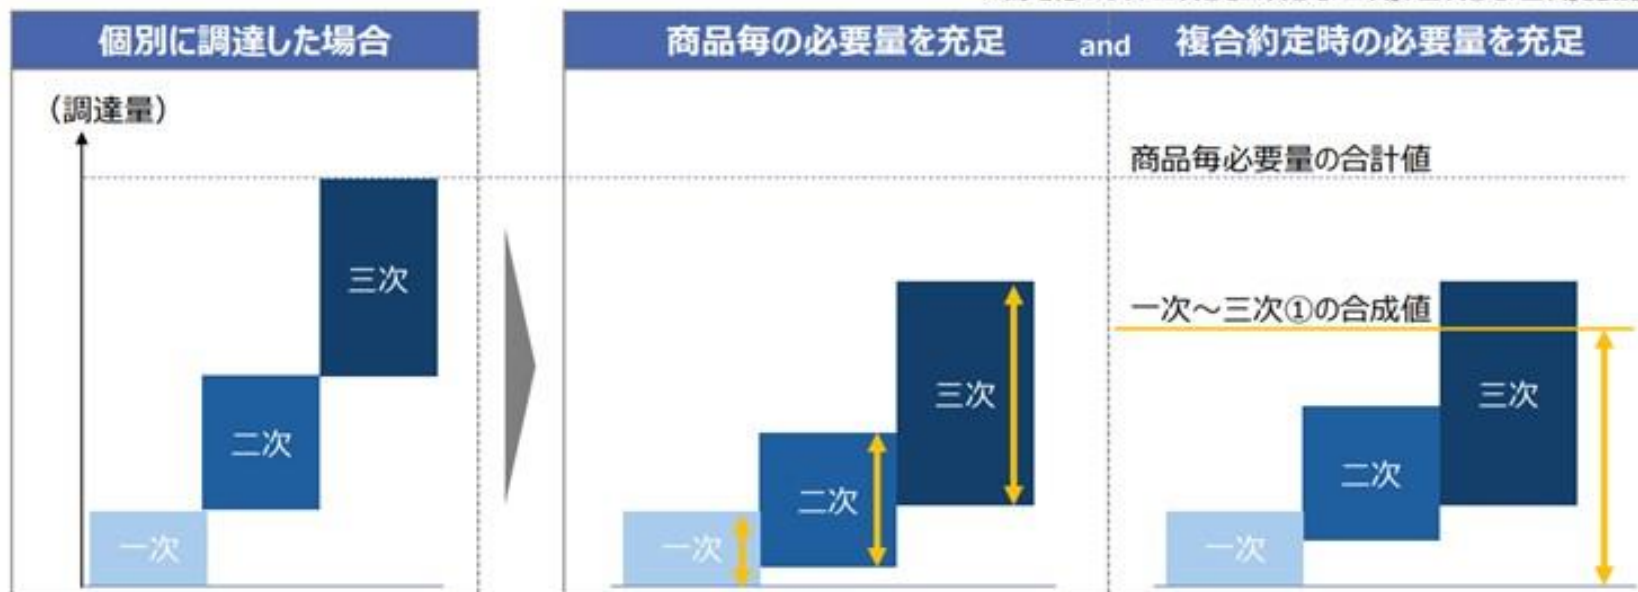 個別に調達した場合
商品毎の必要量を充足 and 複合約定時の必要量を充足
（調達量）
商品毎必要量の合計値
三次
二次
一次
三次
二次
一次
一次～三次①の合成値
三次
二次
一次